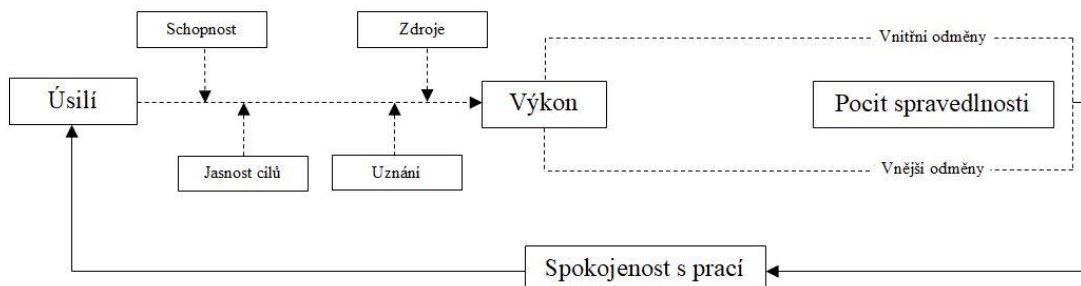 Schopnost
Zdroje
Vnitřní odměny
Úsilí
Výkon
Pocit spravedlnosti
Jasnost cílů
Uznání
Vnější odměny
Spokojenost s prací